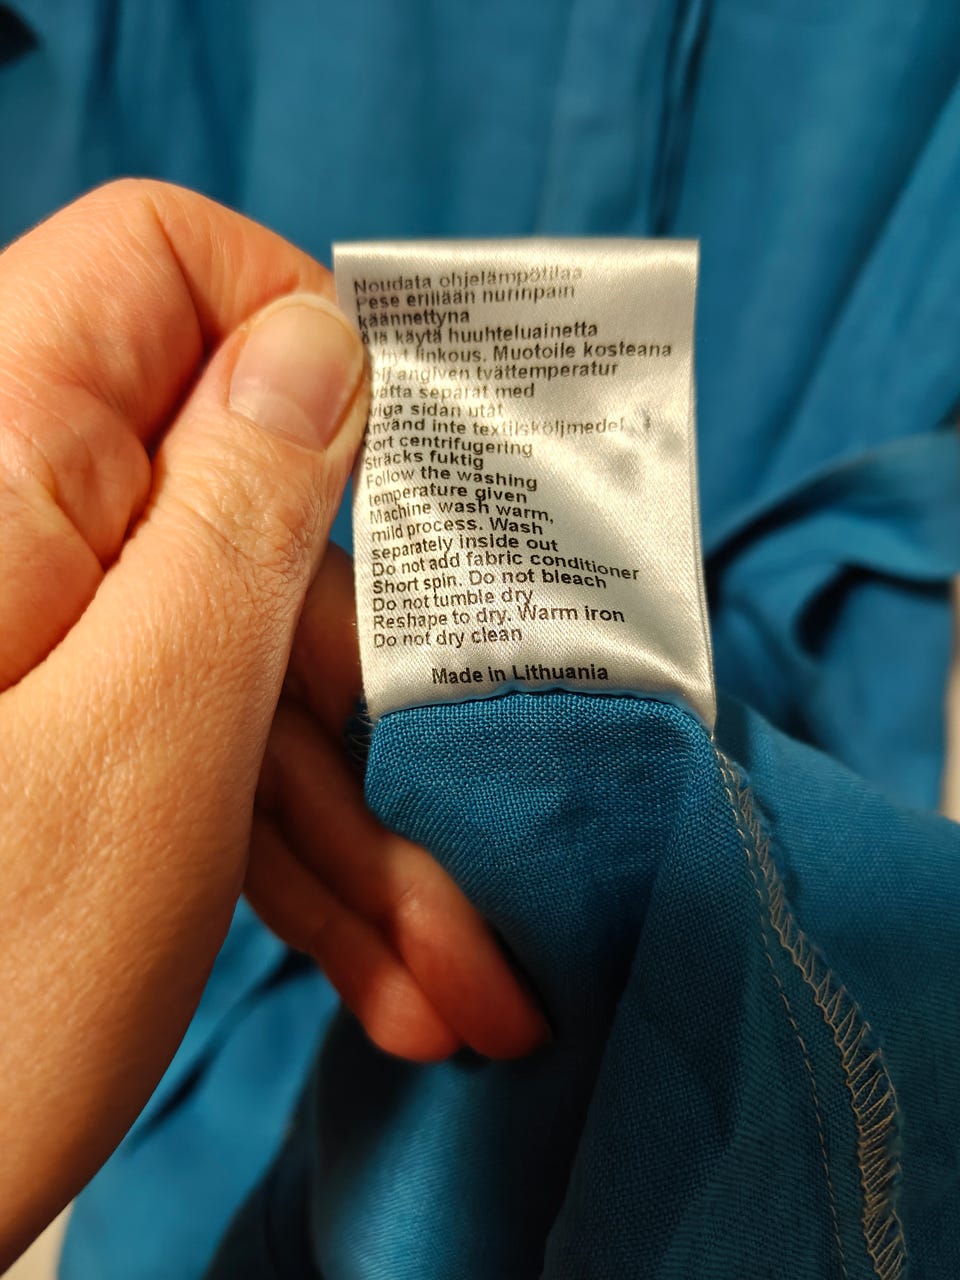 Noudata ohjelämpötilaa
Pese erillään nurinpäin
käännettynä
älä käytä huuhteluainetta
linkous. Muotoile kosteana
angiven tvättemperatur
separat med
sidan utåt
inte textilsköljmedel
kort centrifugering
Sträcks fuktig
Follow the washing
temperature given
Machine wash warm,
mild process. Wash
separately inside out
Do not add fabric conditioner
Short spin. Do not bleach
Do not tumble dry
Reshape to dry. Warm iron
Do not dry clean
Made in Lithuania